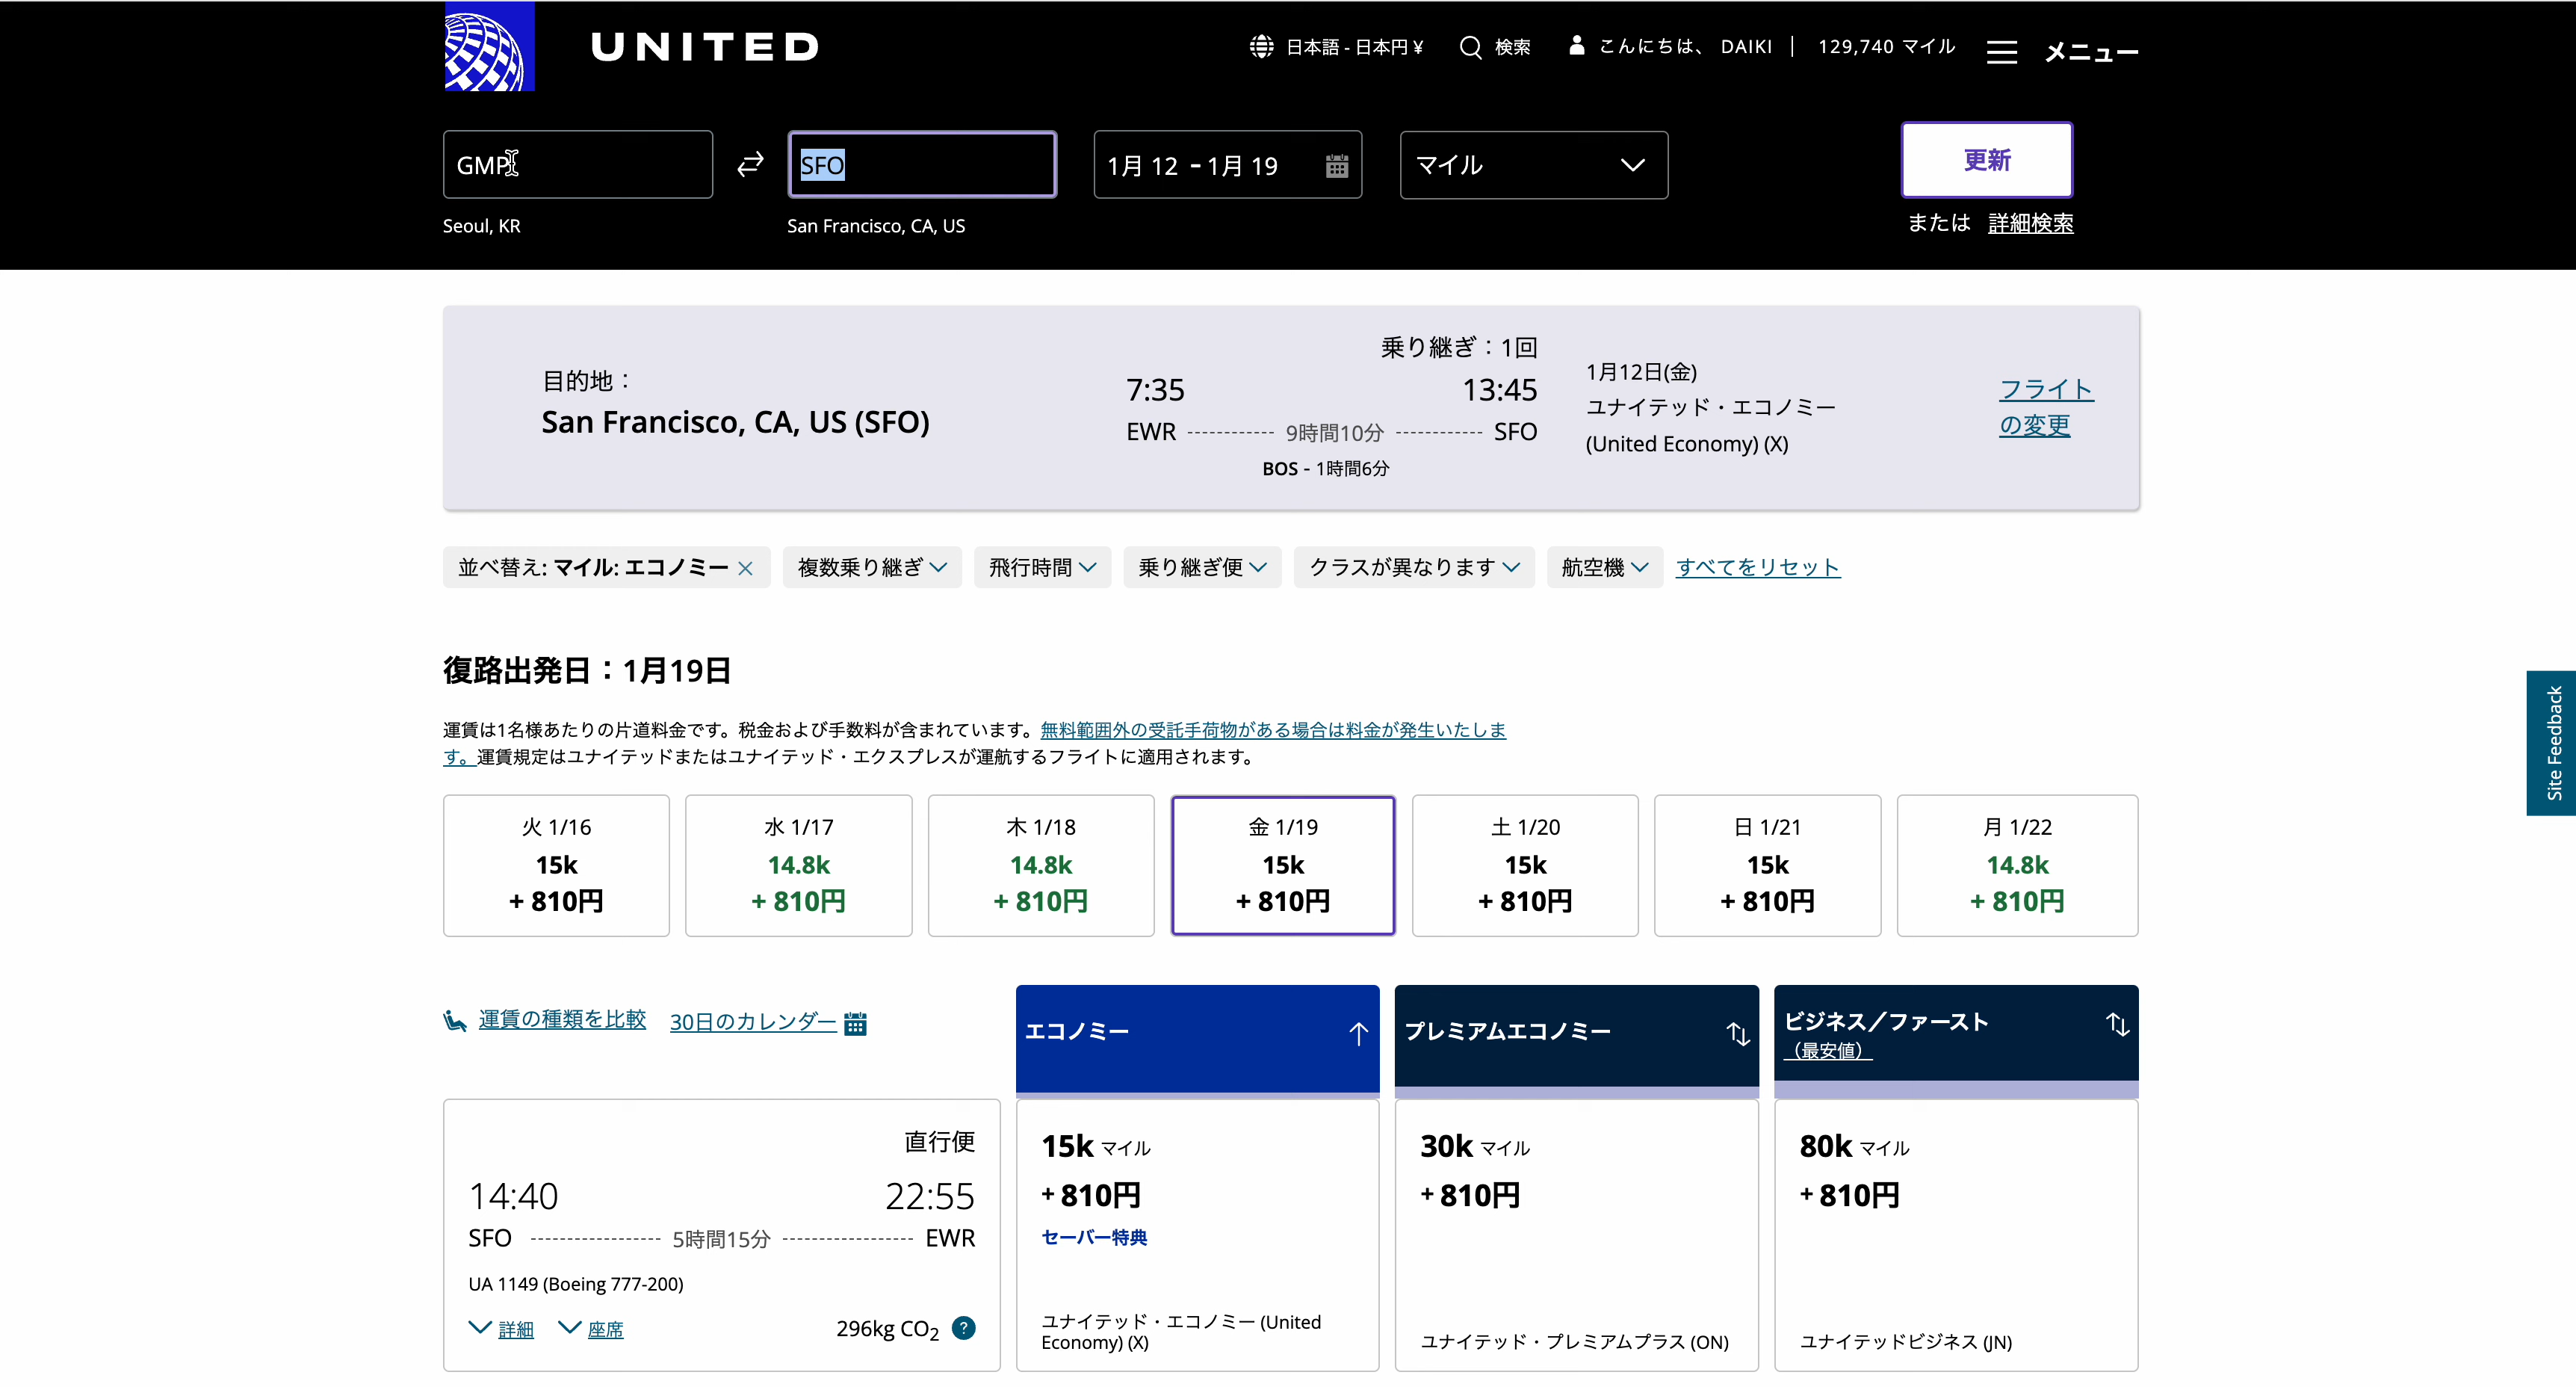 UNITED
日本語 - 日本円 ¥
検索
こんにちは、 DAIKI
129,740 マイル
メニュー
GMP
SFO
1月 12 - 1月 19
マイル
更新
Seoul, KR
San Francisco, CA, US
または 詳細検索
目的地：
San Francisco, CA, US (SFO)
乗り継ぎ：1回
7:35 13:45
EWR 9時間10分 SFO
BOS - 1時間6分
1月12日(金)
ユナイテッド・エコノミー
(United Economy) (X)
フライト
の変更
並べ替え: マイル: エコノミー
複数乗り継ぎ
飛行時間
乗り継ぎ便
クラスが異なります
航空機
すべてをリセット
復路出発日：1月19日
運賃は1名様あたりの片道料金です。税金および手数料が含まれています。無料範囲外の受託手荷物がある場合は料金が発生いたしま
す。運賃規定はユナイテッドまたはユナイテッド・エクスプレスが運航するフライトに適用されます。
火 1/16
15k
+ 810円
水 1/17
14.8k
+ 810円
木 1/18
14.8k
+ 810円
金 1/19
15k
+ 810円
土 1/20
15k
+ 810円
日 1/21
15k
+ 810円
月 1/22
14.8k
+ 810円
運賃の種類を比較
30日のカレンダー
エコノミー
プレミアムエコノミー
ビジネス／ファースト
（最安値）
直行便
14:40 22:55
SFO 5時間15分 EWR
UA 1149 (Boeing 777-200)
詳細 座席
296kg CO2 ?
15k マイル
+ 810円
セーバー特典
ユナイテッド・エコノミー (United
Economy) (X)
30k マイル
+ 810円
ユナイテッド・プレミアムプラス (ON)
80k マイル
+ 810円
ユナイテッドビジネス (JN)
Site Feedback